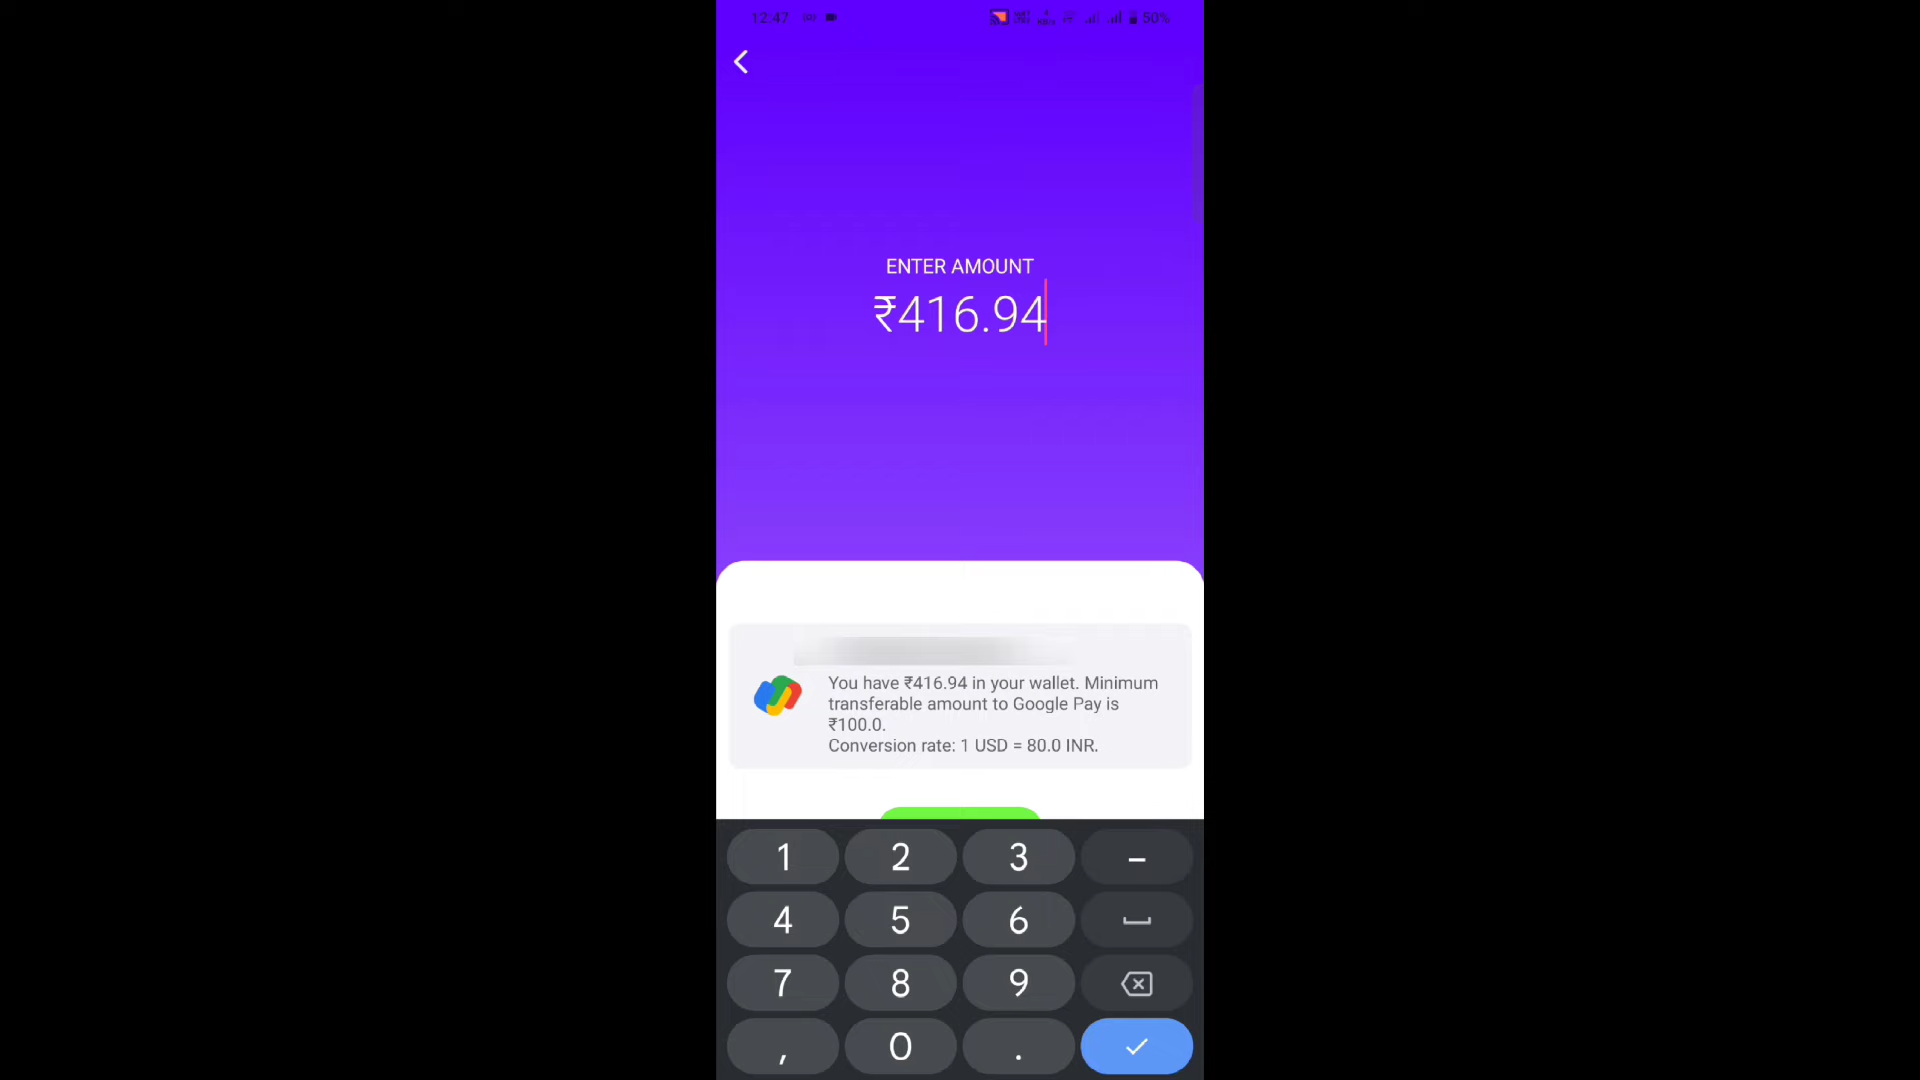 12:47
50%
ENTER AMOUNT
₹416.94
You have ₹416.94 in your wallet. Minimum
transferable amount to Google Pay is
₹100.0.
Conversion rate: 1 USD = 80.0 INR.
1 2 3 –
4 5 6
7 8 9
, 0 .